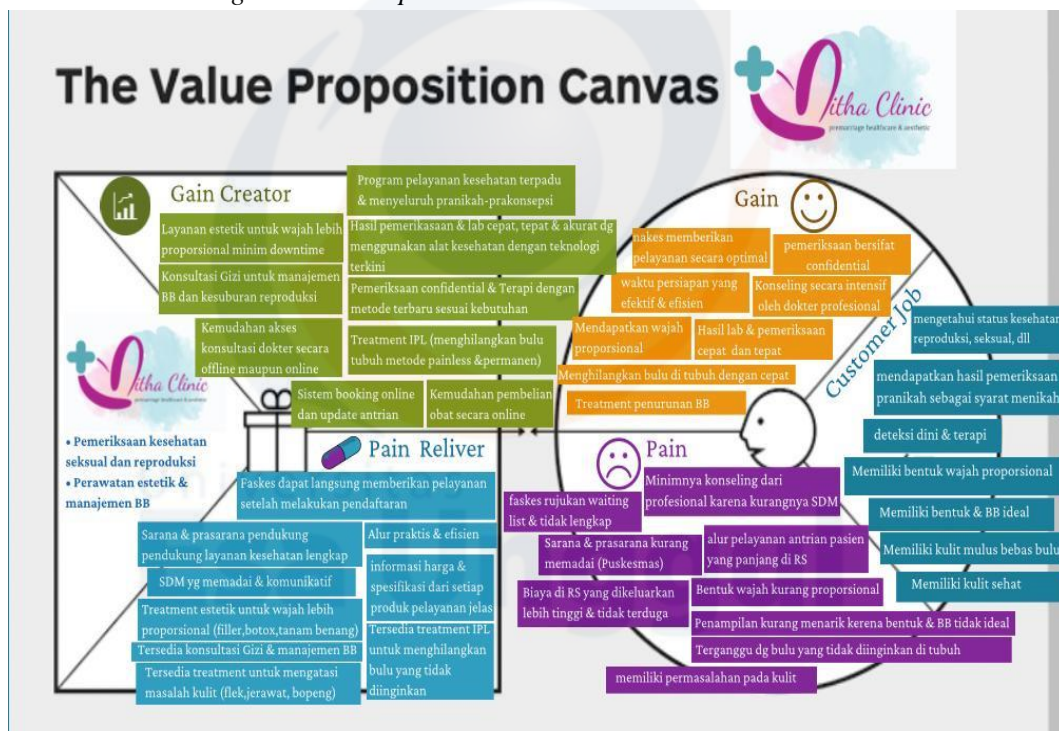 The Value Proposition Canvas
Mitha Clinic
premarriage healthcare & aesthetic
Gain Creator
Program pelayanan kesehatan terpadu
& menyeluruh pranikah-prakonsepsi
Layanan estetik untuk wajah lebih
proporsional minim downtime
Hasil pemerikasaan & lab cepat, tepat & akurat dg
menggunakan alat kesehatan dengan teknologi
terkini
Konsultasi Gizi untuk manajemen
BB dan kesuburan reproduksi
Pemeriksaan confidential & Terapi dengan
metode terbaru sesuai kebutuhan
Kemudahan akses
konsultasi dokter secara
offline maupun online
Treatment IPL (menghilangkan bulu
tubuh metode painless &permanen)
Sistem booking online
dan update antrian
Kemudahan pembelian
obat secara online
Mitha Clinic
premarriage healthcare & aesthetic
• Pemeriksaan kesehatan
seksual dan reproduksi
• Perawatan estetik &
manajemen BB
Pain Reliver
Faskes dapat langsung memberikan pelayanan
setelah melakukan pendaftaran
Sarana & prasarana pendukung
pendukung layanan kesehatan lengkap
Alur praktis & efisien
SDM yg memadai & komunikatif
informasi harga &
spesifikasi dari setiap
produk pelayanan jelas
Treatment estetik untuk wajah lebih
proporsional (filler,botox,tanam benang)
Tersedia konsultasi Gizi & manajemen BB
Tersedia treatment IPL
untuk menghilangkan
bulu yang tidak
diinginkan
Tersedia treatment untuk mengatasi
masalah kulit (flek,jerawat, bopeng)
Gain
nakes memberikan
pelayanan secara optimal
pemeriksaan bersifat
confidential
waktu persiapan yang
efektif & efisien
Konseling secara intensif
oleh dokter profesional
Mendapatkan wajah
proporsional
Hasil lab & pemeriksaan
cepat dan tepat
Menghilangkan bulu di tubuh dengan cepat
Treatment penurunan BB
Customer Job
mengetahui status kesehatan
reproduksi, seksual, dll
mendapatkan hasil pemeriksaan
pranikah sebagai syarat menikah
deteksi dini & terapi
Memiliki bentuk wajah proporsional
Memiliki bentuk & BB ideal
Memiliki kulit mulus bebas bulu
Memiliki kulit sehat
Pain
Minimnya konseling dari
profesional karena kurangnya SDM
faskes rujukan waiting
list & tidak lengkap
Sarana & prasarana kurang
memadai (Puskesmas)
alur pelayanan antrian pasien
yang panjang di RS
Biaya di RS yang dikeluarkan
lebih tinggi & tidak terduga
Bentuk wajah kurang proporsional
Penampilan kurang menarik kerena bentuk & BB tidak ideal
Terganggu dg bulu yang tidak diinginkan di tubuh
memiliki permasalahan pada kulit